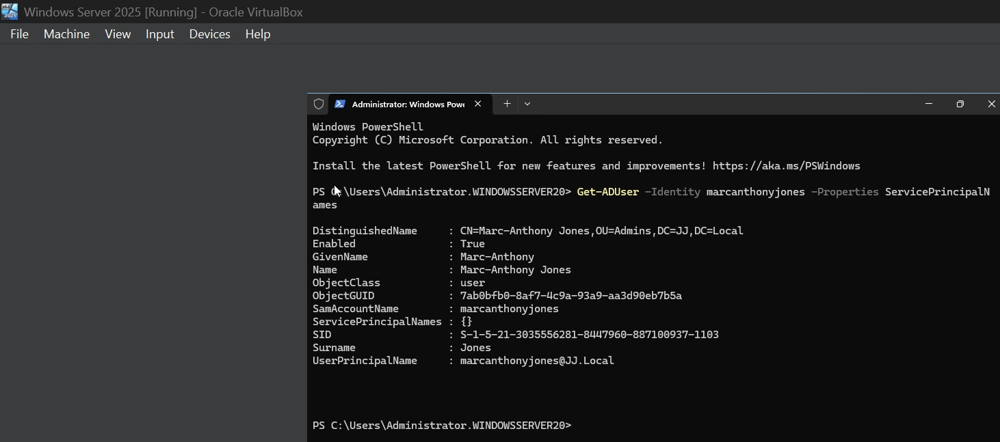 Windows Server 2025 [Running] - Oracle VirtualBox
File Machine View Input Devices Help
Administrator: Windows Powe
Windows PowerShell
Copyright (C) Microsoft Corporation. All rights reserved.
Install the latest PowerShell for new features and improvements! https://aka.ms/PSWindows
PS C:\Users\Administrator.WINDOWSSERVER20> Get-ADUser -Identity marcanthonyjones -Properties ServicePrincipalN
ames
DistinguishedName : CN=Marc-Anthony Jones,OU=Admins,DC=JJ,DC=Local
Enabled : True
GivenName : Marc-Anthony
Name : Marc-Anthony Jones
ObjectClass : user
ObjectGUID : 7ab0bfb0-8af7-4c9a-93a9-aa3d90eb7b5a
SamAccountName : marcanthonyjones
ServicePrincipalNames : {}
SID : S-1-5-21-3035556281-8447960-887100937-1103
Surname : Jones
UserPrincipalName : marcanthonyjones@JJ.Local
PS C:\Users\Administrator.WINDOWSSERVER20>